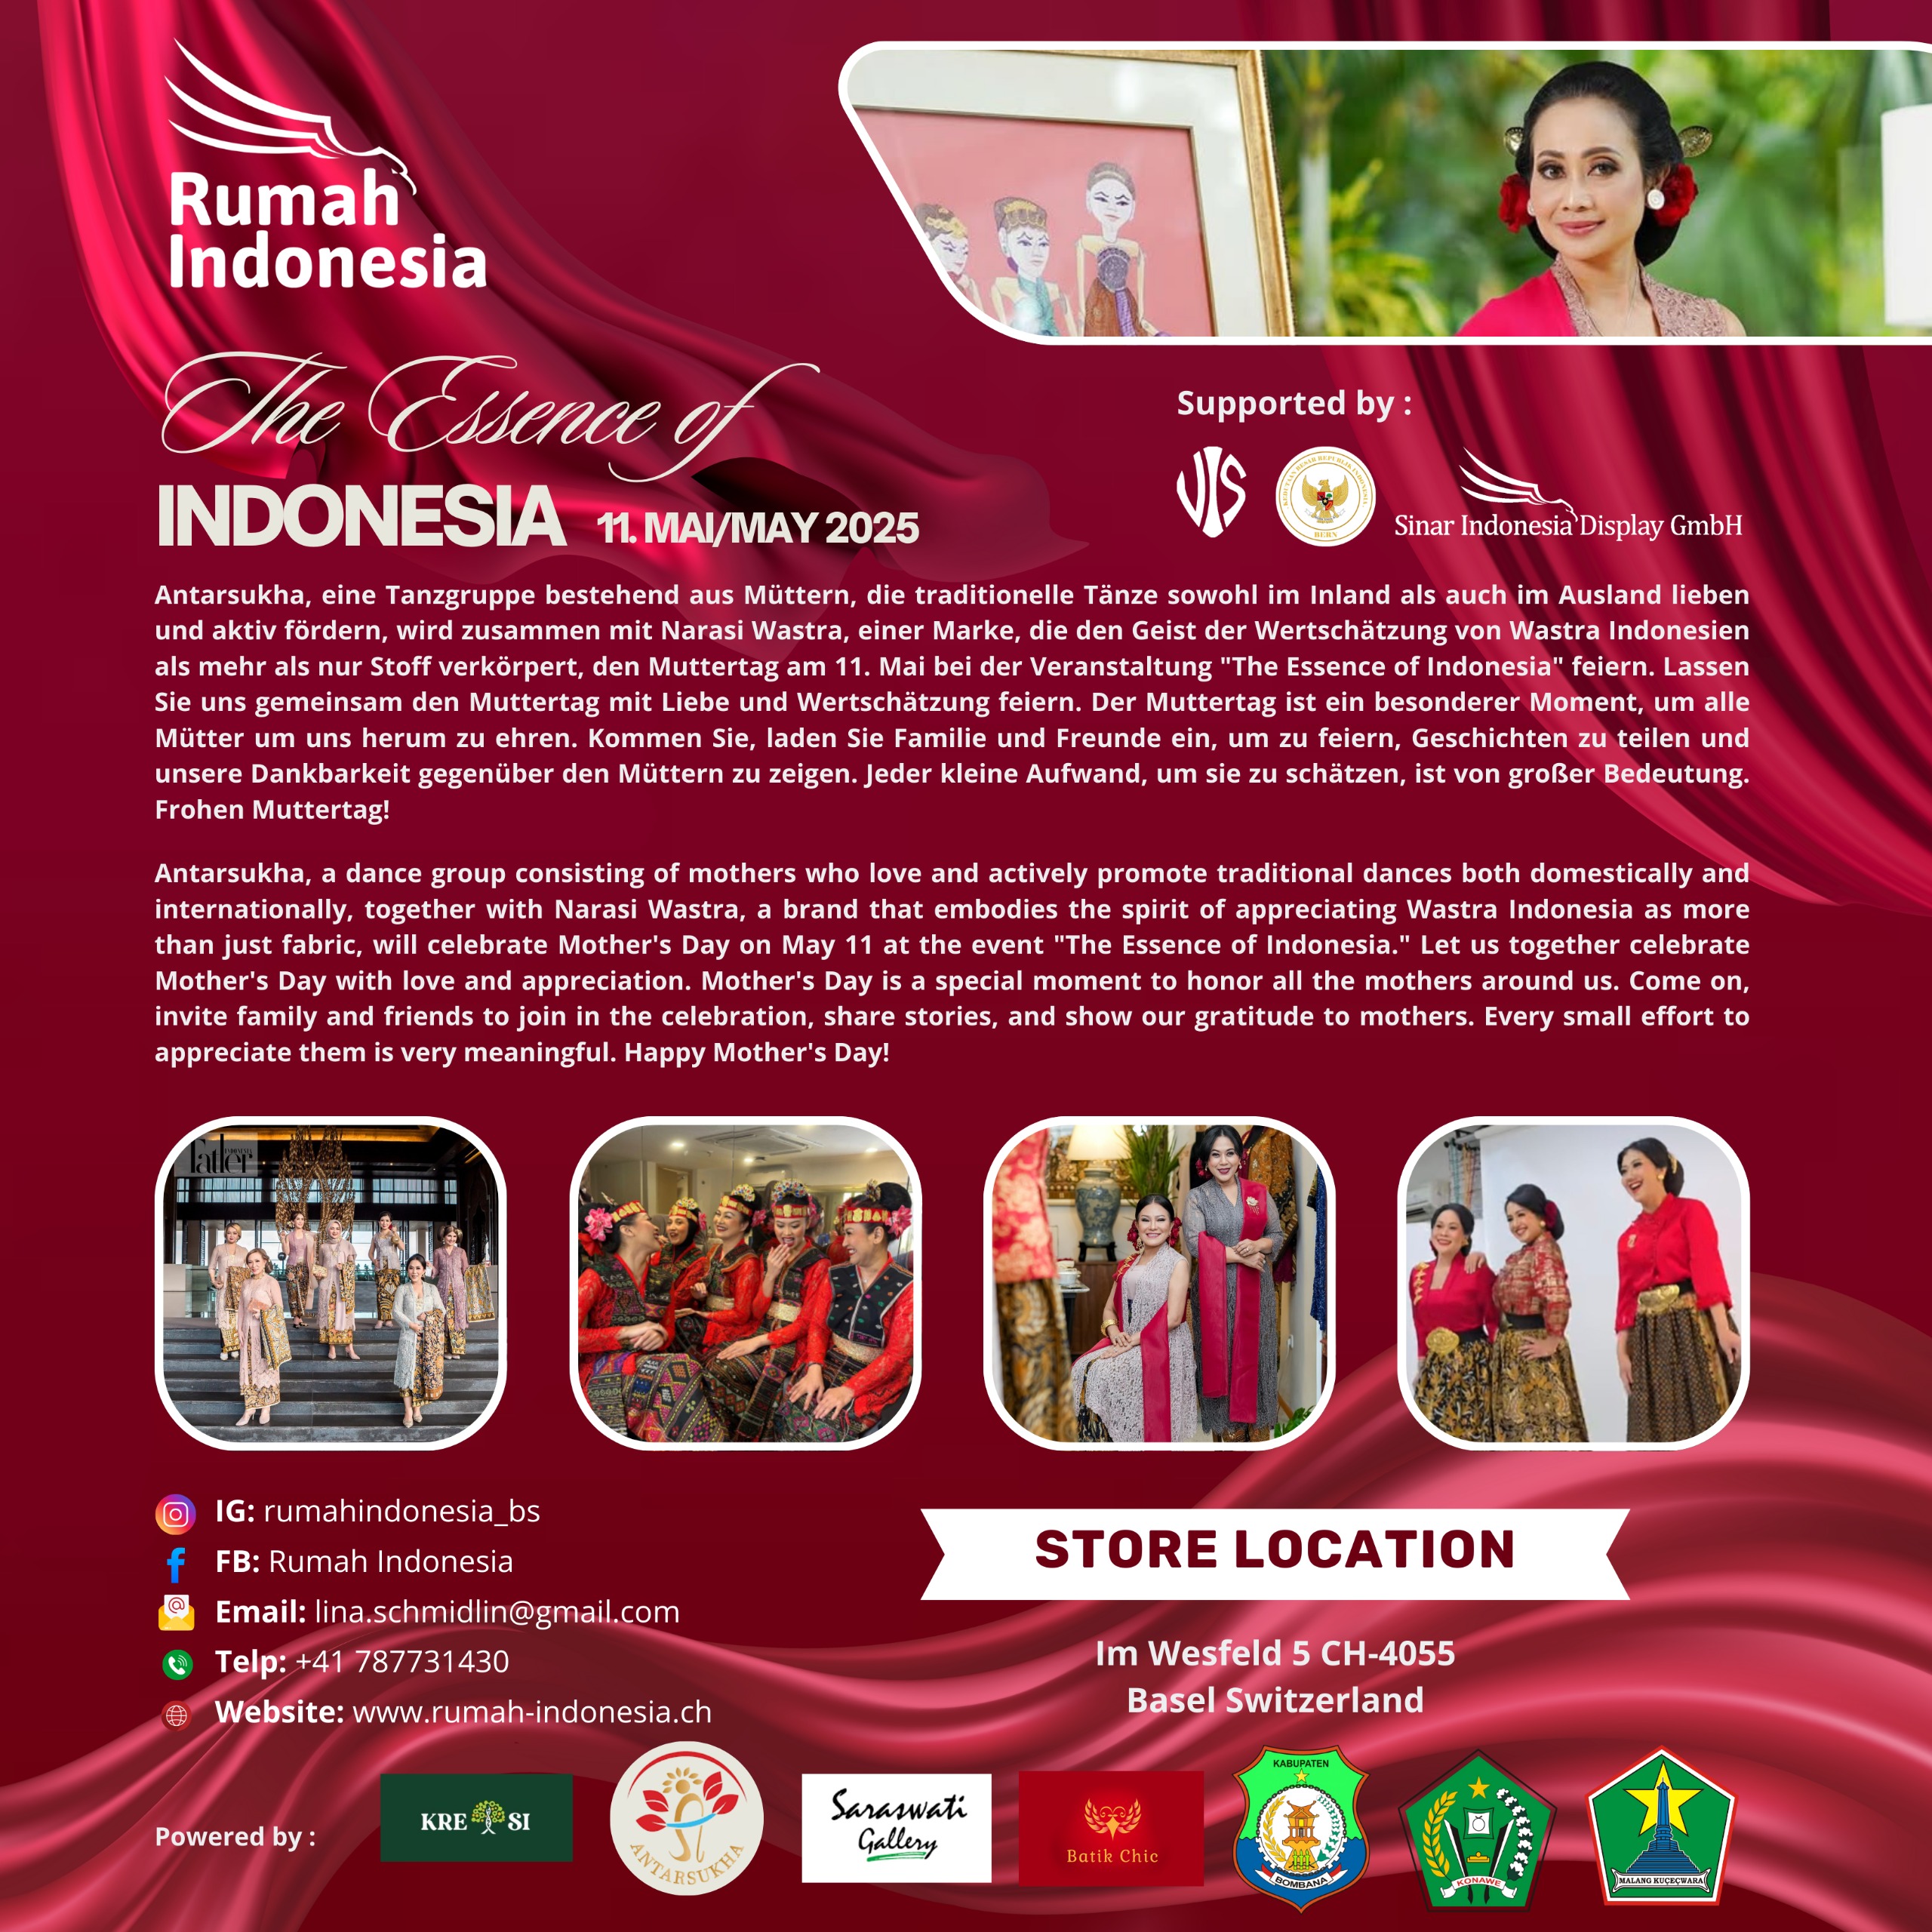 Rumah
Indonesia
The Essence of
INDONESIA 11. MAI/MAY 2025
Supported by :
VIS
KEDUTAAN BESAR REPUBLIK INDONESIA
BERN
Sinar Indonesia Display GmbH
Antarsukha, eine Tanzgruppe bestehend aus Müttern, die traditionelle Tänze sowohl im Inland als auch im Ausland lieben
und aktiv fördern, wird zusammen mit Narasi Wastra, einer Marke, die den Geist der Wertschätzung von Wastra Indonesien
als mehr als nur Stoff verkörpert, den Muttertag am 11. Mai bei der Veranstaltung "The Essence of Indonesia" feiern. Lassen
Sie uns gemeinsam den Muttertag mit Liebe und Wertschätzung feiern. Der Muttertag ist ein besonderer Moment, um alle
Mütter um uns herum zu ehren. Kommen Sie, laden Sie Familie und Freunde ein, um zu feiern, Geschichten zu teilen und
unsere Dankbarkeit gegenüber den Müttern zu zeigen. Jeder kleine Aufwand, um sie zu schätzen, ist von großer Bedeutung.
Frohen Muttertag!
Antarsukha, a dance group consisting of mothers who love and actively promote traditional dances both domestically and
internationally, together with Narasi Wastra, a brand that embodies the spirit of appreciating Wastra Indonesia as more
than just fabric, will celebrate Mother's Day on May 11 at the event "The Essence of Indonesia." Let us together celebrate
Mother's Day with love and appreciation. Mother's Day is a special moment to honor all the mothers around us. Come on,
invite family and friends to join in the celebration, share stories, and show our gratitude to mothers. Every small effort to
appreciate them is very meaningful. Happy Mother's Day!
Tatler
INDONESIA
IG: rumahindonesia_bs
FB: Rumah Indonesia
Email: lina.schmidlin@gmail.com
Telp: +41 787731430
Website: www.rumah-indonesia.ch
STORE LOCATION
Im Wesfeld 5 CH-4055
Basel Switzerland
Powered by :
KRE SI
ANTARSUKHA
Saraswati
Gallery
Batik Chic
KABUPATEN
BOMBANA
KONAWE
MALANG KUÇEÇWARA